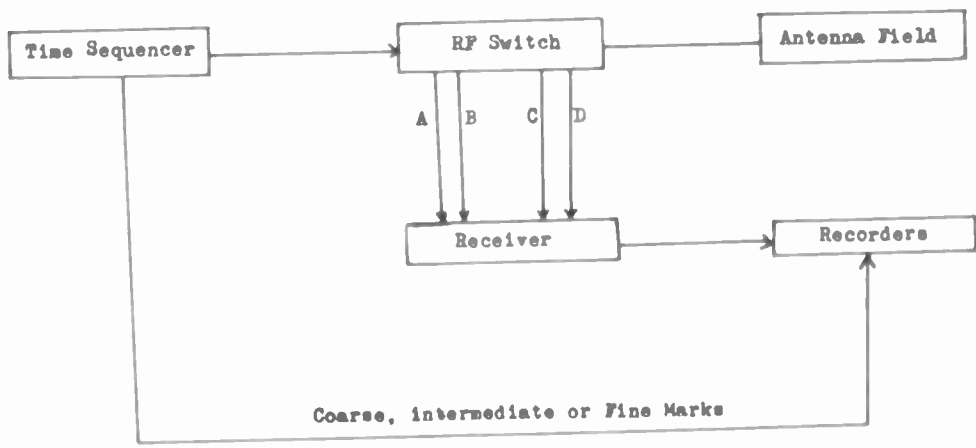 Time Sequencer
RF Switch
Antenna Field
A
B
C
D
Receiver
Recorders
Coarse, intermediate or Fine Marks